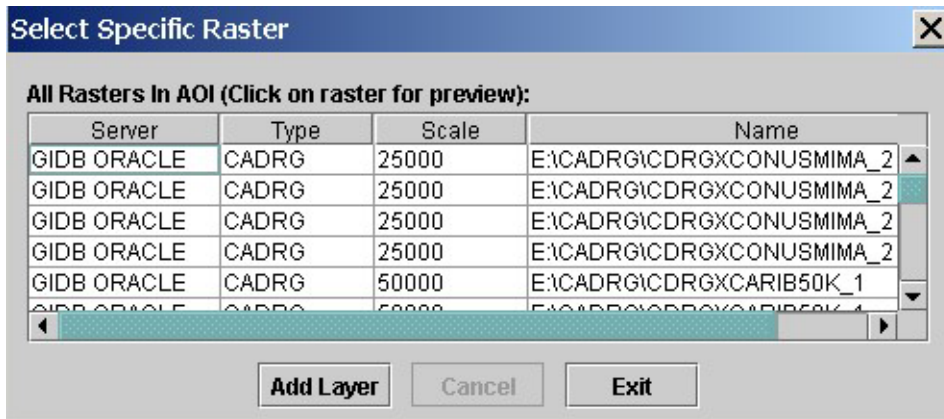 Select Specific Raster
All Rasters In AOI (Click on raster for preview):
Server Type Scale Name
GIDB ORACLE CADRG 25000 E:\CADRG\CDRGXCONUSMIMA_2
GIDB ORACLE CADRG 25000 E:\CADRG\CDRGXCONUSMIMA_2
GIDB ORACLE CADRG 25000 E:\CADRG\CDRGXCONUSMIMA_2
GIDB ORACLE CADRG 25000 E:\CADRG\CDRGXCONUSMIMA_2
GIDB ORACLE CADRG 50000 E:\CADRG\CDRGXCARIB50K_1
Add Layer Cancel Exit